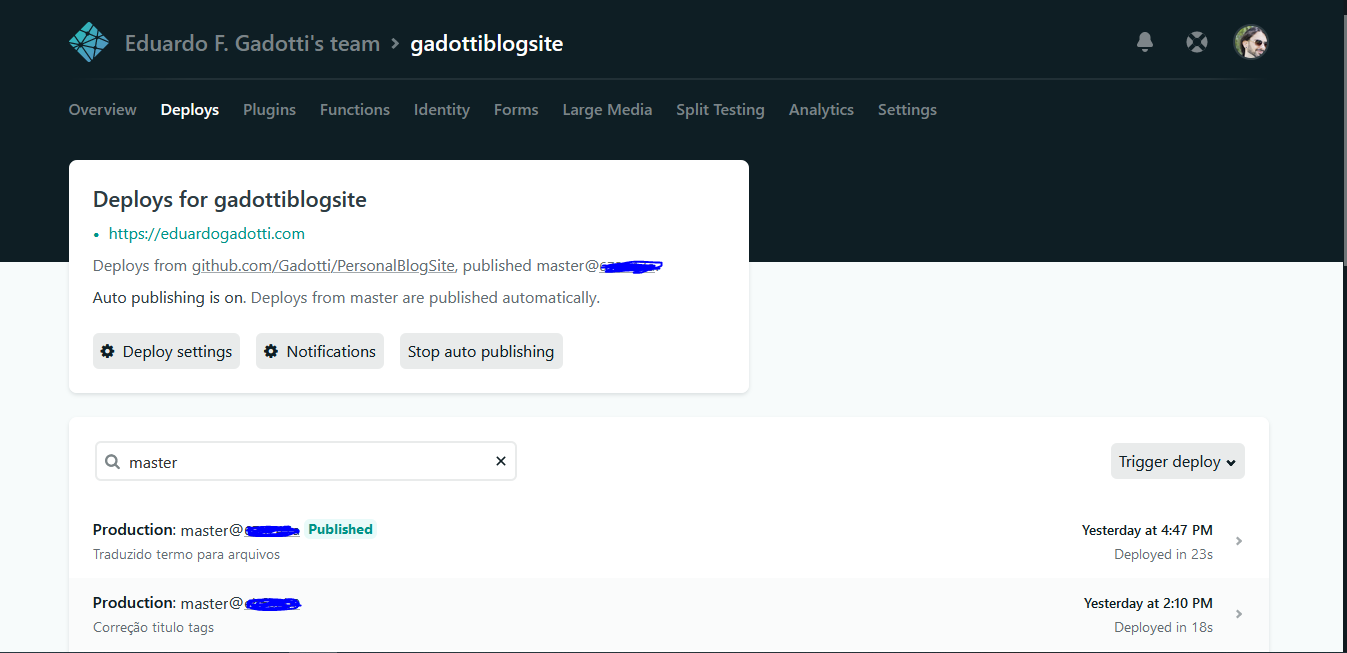 Eduardo F. Gadotti's team > gadottiblogsite
Overview Deploys Plugins Functions Identity Forms Large Media Split Testing Analytics Settings
Deploys for gadottiblogsite
• https://eduardogadotti.com
Deploys from github.com/Gadotti/PersonalBlogSite, published master@
Auto publishing is on. Deploys from master are published automatically.
Deploy settings Notifications Stop auto publishing
master
Trigger deploy
Production: master@ Published
Yesterday at 4:47 PM
Traduzido termo para arquivos
Deployed in 23s
Production: master@
Yesterday at 2:10 PM
Correção titulo tags
Deployed in 18s